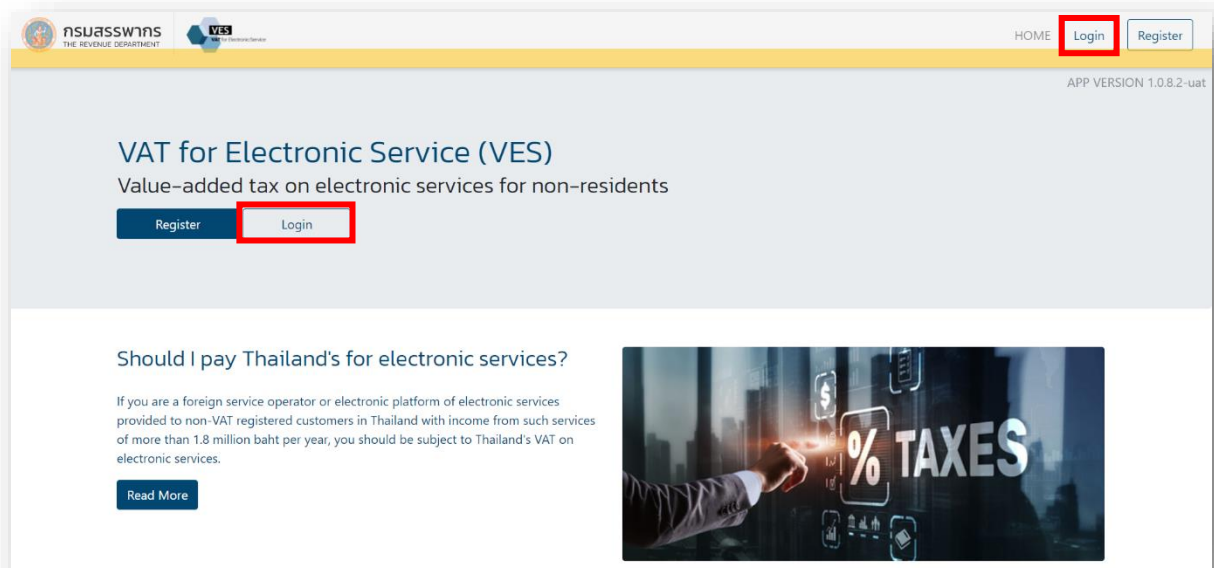 กรมสรรพากร
THE REVENUE DEPARTMENT
VES
VAT for Electronic Service
HOME Login Register
APP VERSION 1.0.8.2-uat
VAT for Electronic Service (VES)
Value-added tax on electronic services for non-residents
Register Login
Should I pay Thailand's for electronic services?
If you are a foreign service operator or electronic platform of electronic services
provided to non-VAT registered customers in Thailand with income from such services
of more than 1.8 million baht per year, you should be subject to Thailand's VAT on
electronic services.
Read More
% TAXES